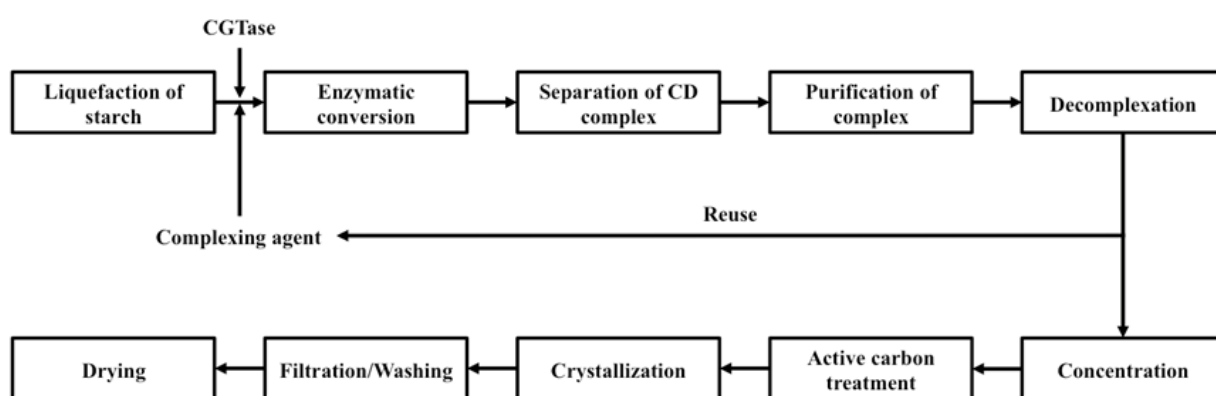 CGTase
Liquefaction of
starch
Enzymatic
conversion
Separation of CD
complex
Purification of
complex
Decomplexation
Reuse
Complexing agent
Drying
Filtration/Washing
Crystallization
Active carbon
treatment
Concentration